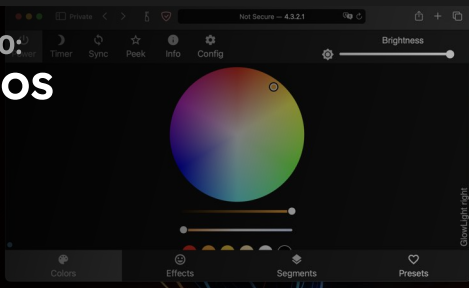 Private
Not Secure — 4.3.2.1
0:
os
Timer
Sync
Peek
Info
Config
Brightness
GlowLight right
Colors
Effects
Segments
Presets